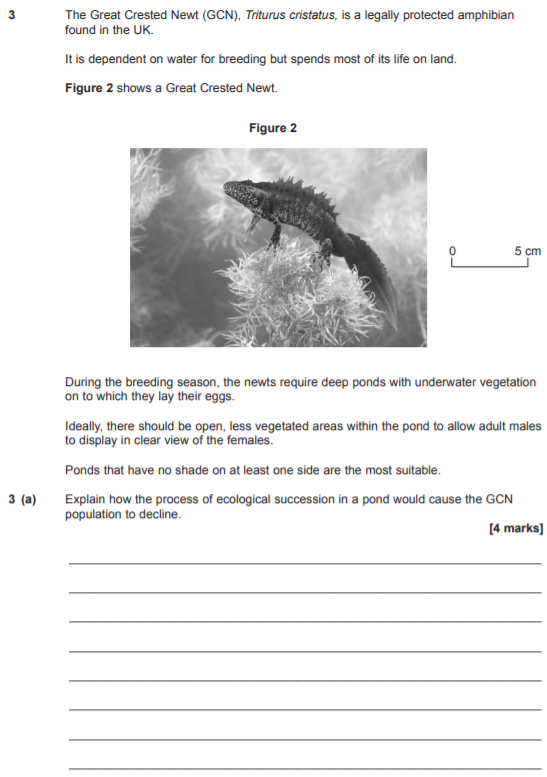 3 The Great Crested Newt (GCN), Triturus cristatus, is a legally protected amphibian
found in the UK.
It is dependent on water for breeding but spends most of its life on land.
Figure 2 shows a Great Crested Newt.
Figure 2
0 5 cm
During the breeding season, the newts require deep ponds with underwater vegetation
on to which they lay their eggs.
Ideally, there should be open, less vegetated areas within the pond to allow adult males
to display in clear view of the females.
Ponds that have no shade on at least one side are the most suitable.
3 (a) Explain how the process of ecological succession in a pond would cause the GCN
population to decline.
[4 marks]